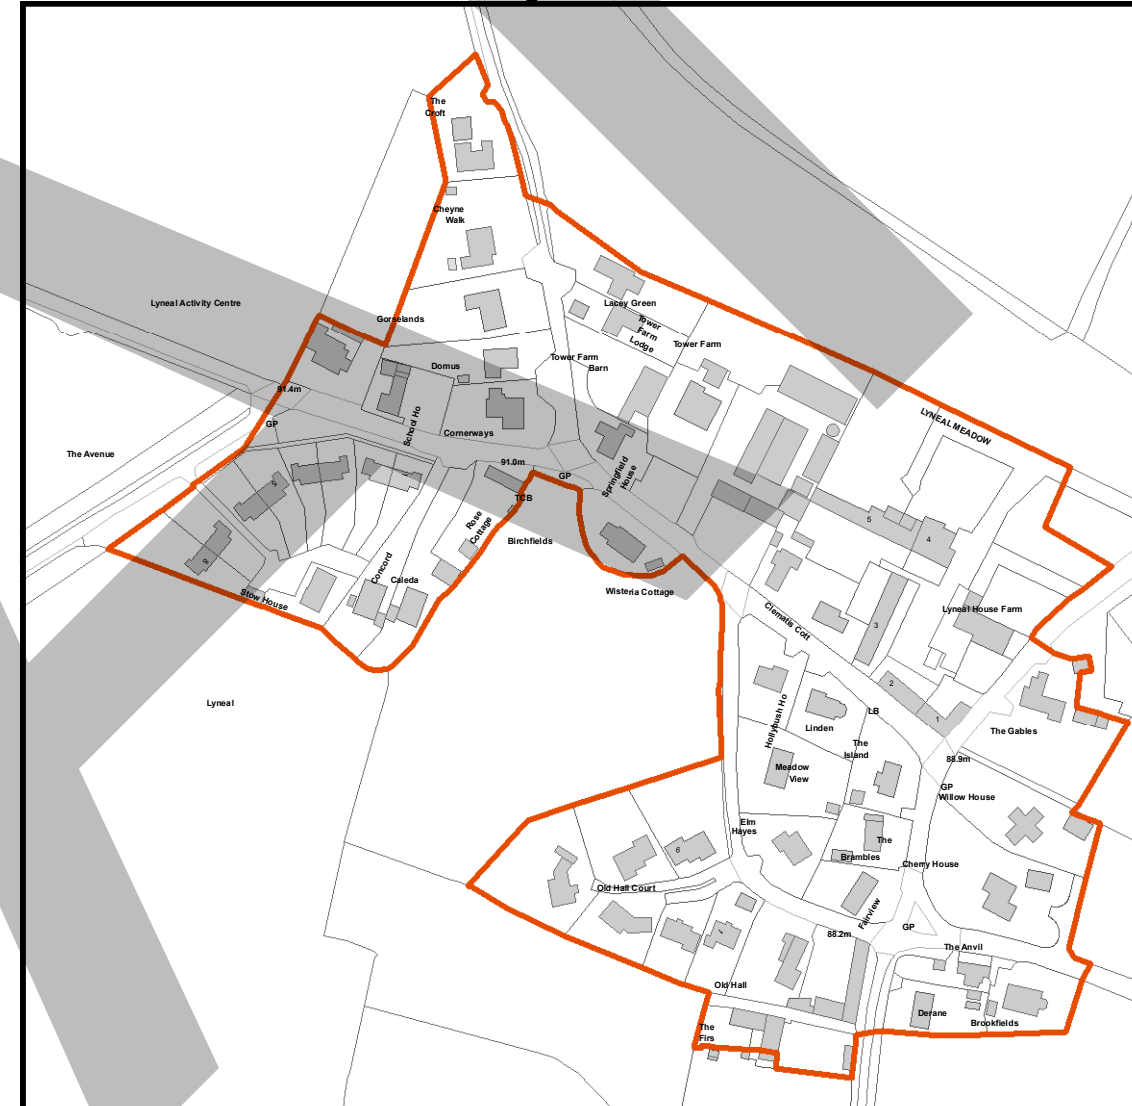 The
Croft
Cheyne
Walk
Lyneal Activity Centre
Lacey Green
Gorselands
Tower
Farm
Lodge
Tower Farm
Tower Farm
Barn
Domus
91.4m
LYNEAL MEADOW
School Ho
GP
Cornerways
The Avenue
91.0m
GP
Springfield
House
9
TCB
5
Rose
Cottage
Birchfields
4
8
Concord
Caleda
Stow House
Wisteria Cottage
Clematis Cott
Lyneal House Farm
3
2
Lyneal
Hollybush Ho
LB
1
Linden
The Gables
The
Island
88.9m
Meadow
View
GP
Willow House
Elm
Hayes
The
Brambles
6
Cherry House
Old Hall Court
Fairview
GP
1
88.2m
The Anvil
Old Hall
Derane
Brookfields
The
Firs